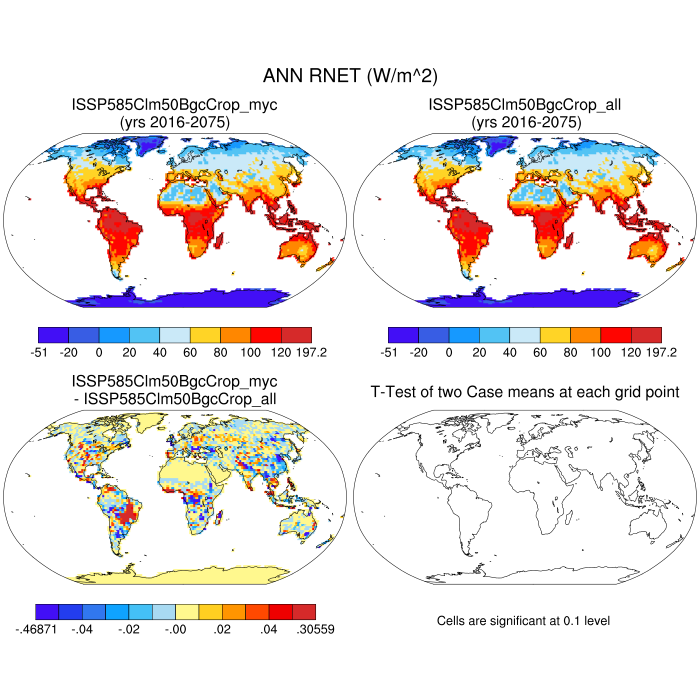 ANN RNET (W/m^2)
ISSP585Clm50BgcCrop_myc
(yrs 2016-2075)
ISSP585Clm50BgcCrop_all
(yrs 2016-2075)
-51 -20 0 20 40 60 80 100 120 197.2
-51 -20 0 20 40 60 80 100 120 197.2
ISSP585Clm50BgcCrop_myc
- ISSP585Clm50BgcCrop_all
T-Test of two Case means at each grid point
-.46871 -.04 -.02 -.00 .02 .04 .30559
Cells are significant at 0.1 level